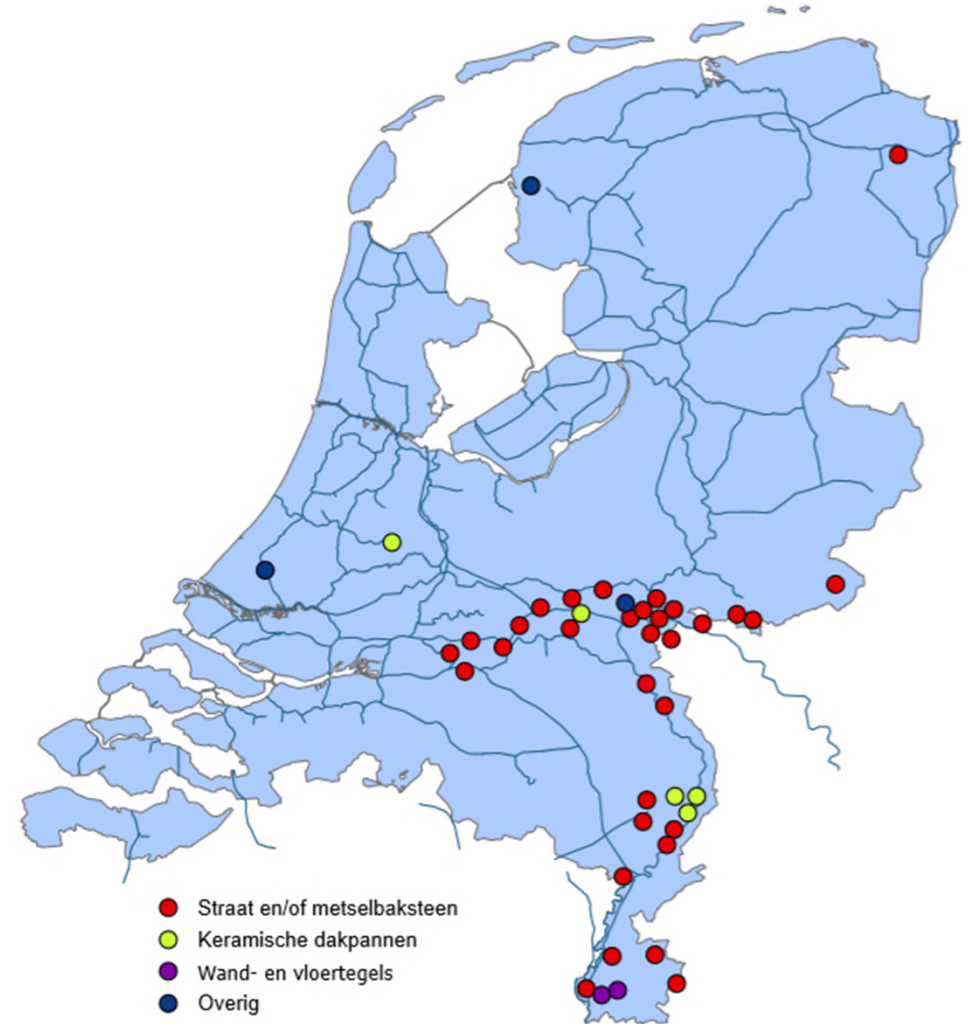 Straat en/of metselbaksteen
Keramische dakpannen
Wand- en vloertegels
Overig